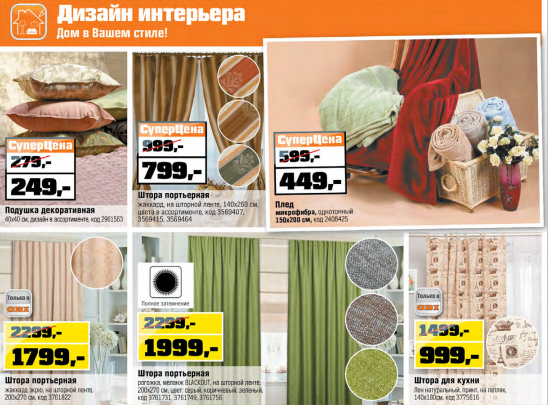 Дизайн интерьера
Дом в Вашем стиле!
СуперЦена
279,-
249,-
Подушка декоративная
40х40 см, дизайн в ассортименте, код 2961563
СуперЦена
999,-
799,-
Штора портьерная
жаккард, на шторной ленте, 140х260 см,
цвета в ассортименте, код 3569407,
3569415, 3569464
СуперЦена
599,-
449,-
Плед
микрофибра, однотонный
150х200 см, код 2408425
Только в
OBI
2299,-
1799,-
Штора портьерная
жаккард экрю, на шторной ленте,
200х270 см, код 3761822
Полное затемнение
2299,-
1999,-
Штора портьерная
рогожка, меланж BLACKOUT, на шторной ленте,
200х270 см, цвет: серый, коричневый, зеленый,
код 3761731, 3761749, 3761756
Только в
OBI
1499,-
999,-
Штора для кухни
Лен натуральный, принт, на петлях,
140х180см, код 3775616